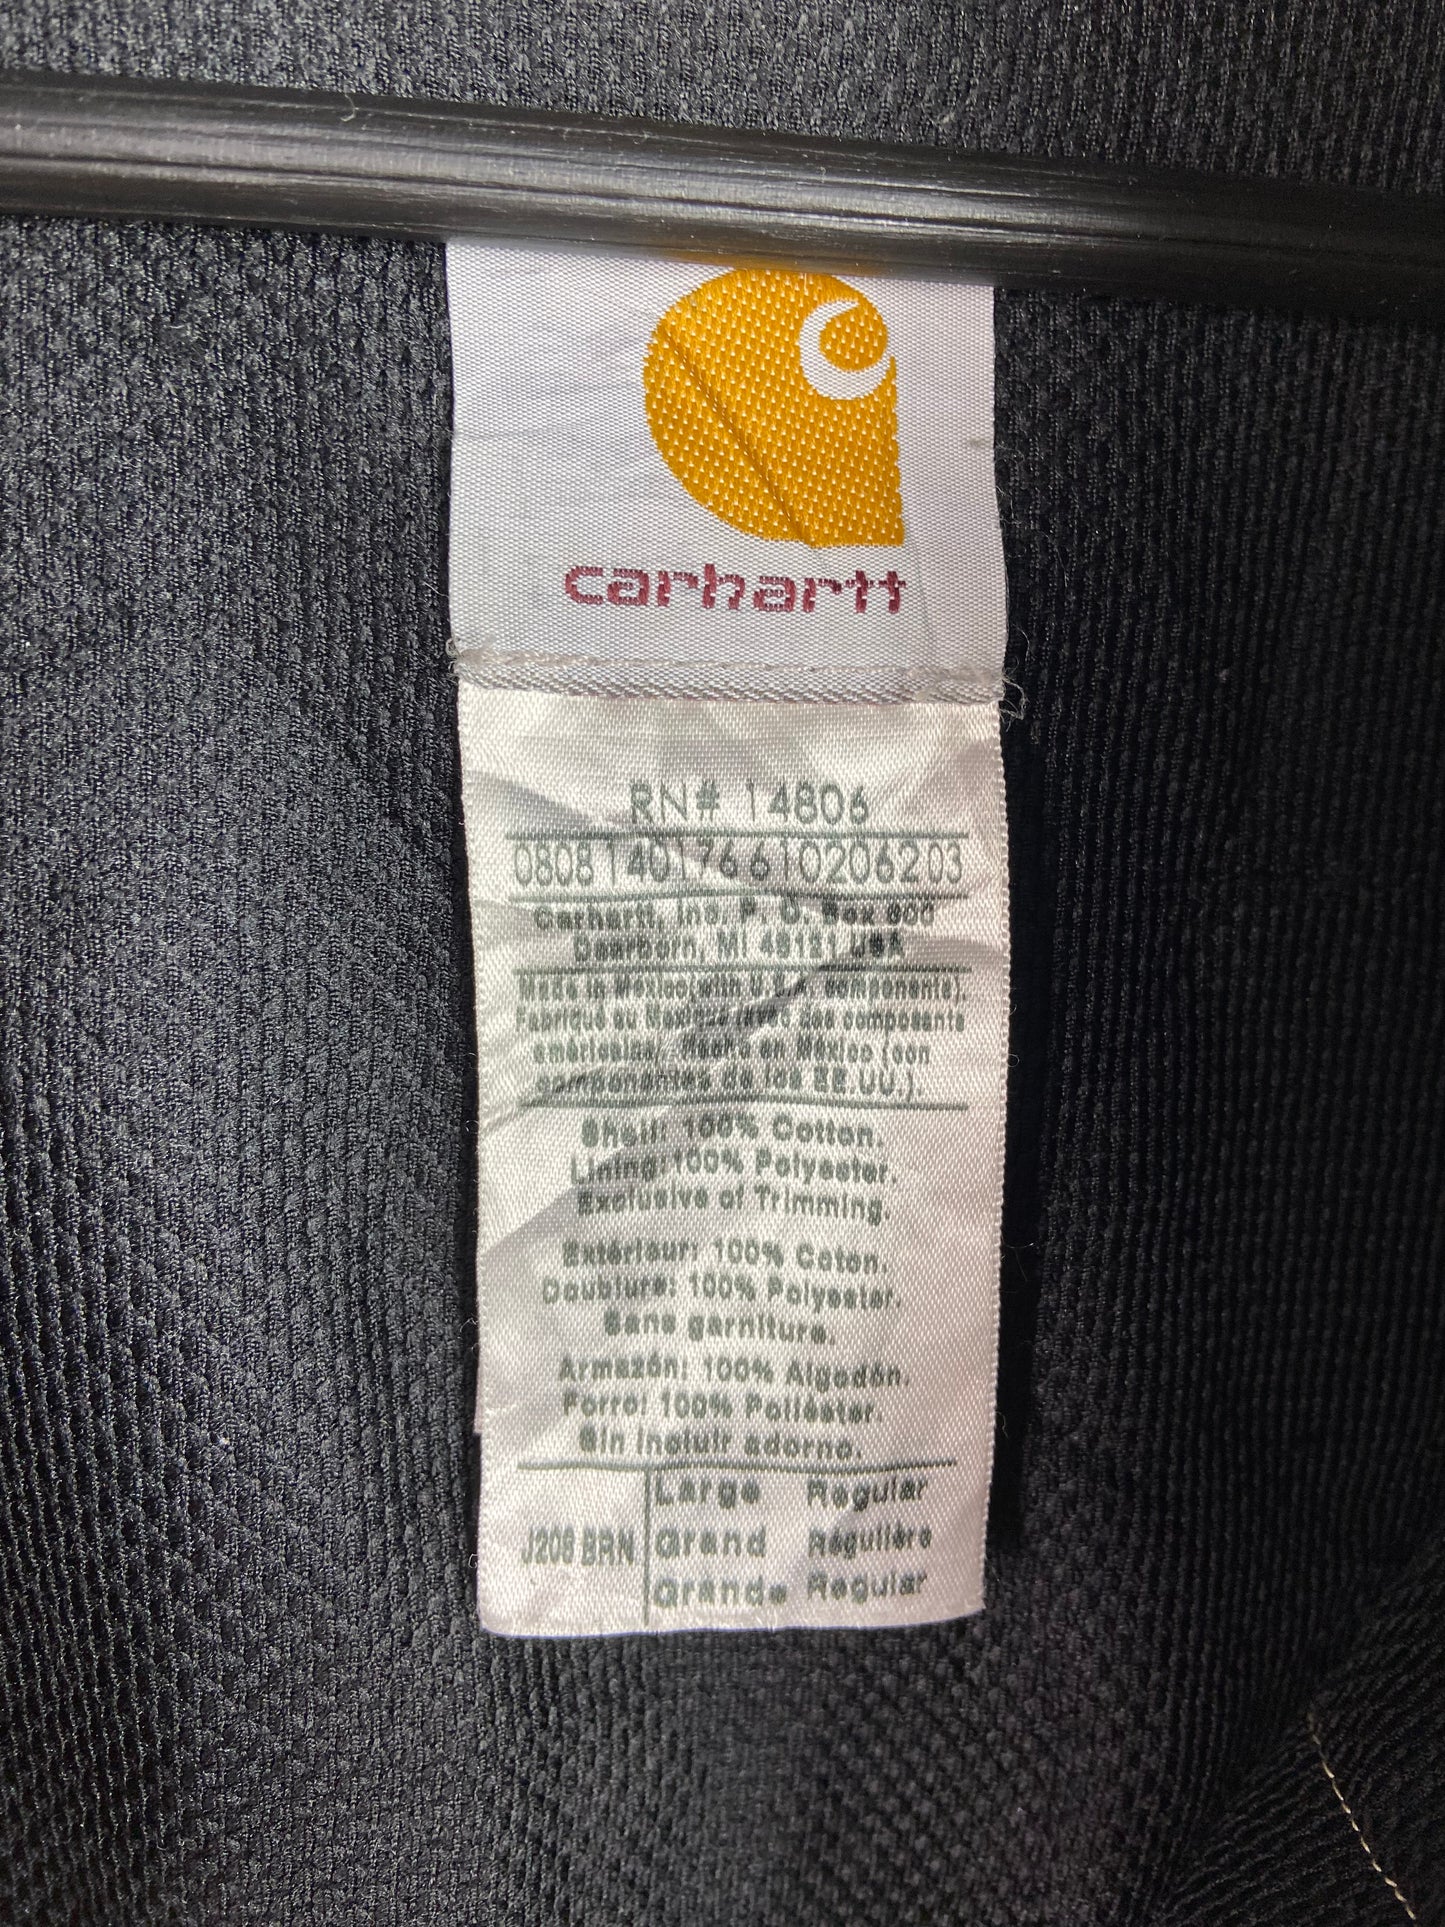 carhartt
RN# 14806
0808140176610206203
Carhartt, Inc. P. O. Box 600
Dearborn, MI 48121 USA
Made in Mexico(with U.S.A. components).
Fabriqué au Mexique (avec des composants
américains). Hecho en México (con
componentes de los EE.UU.).
Shell: 100% Cotton.
Lining:100% Polyester.
Exclusive of Trimming.
Extérieur: 100% Coton.
Doublure: 100% Polyester.
Sans garniture.
Armazón: 100% Algodón.
Forro: 100% Poliéster.
Sin incluir adorno.
Large Regular
J208 BRN Grand Régulière
Grande Regular